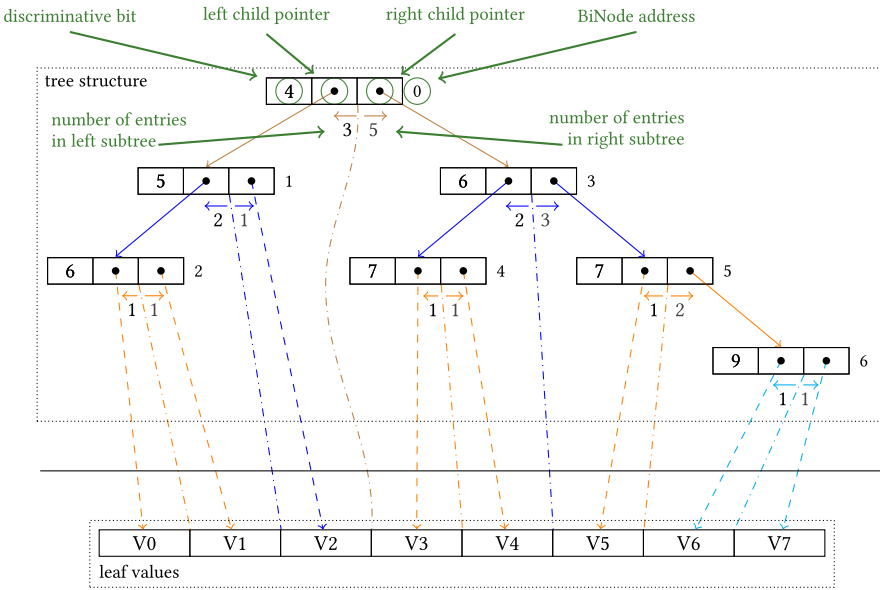 discriminative bit left child pointer right child pointer BiNode address
tree structure
4 0
number of entries
in left subtree
3 5
number of entries
in right subtree
5 1
6 3
2 1
2 3
6 2
7 4
7 5
1 1
1 1
1 2
9 6
1 1
V0 V1 V2 V3 V4 V5 V6 V7
leaf values